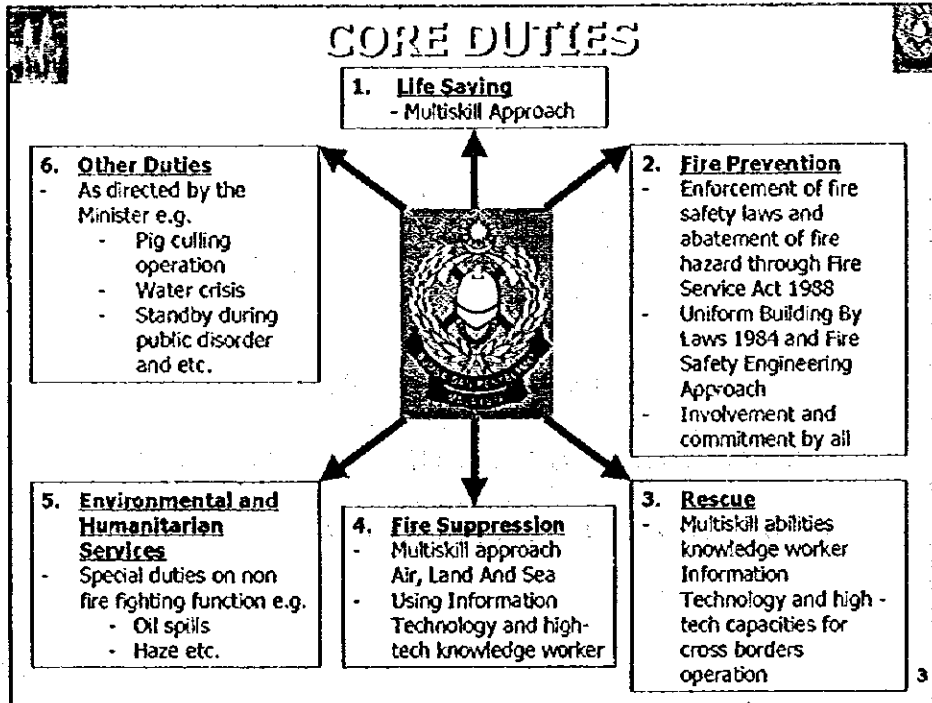 CORE DUTIES
1. Life Saving
- Multiskill Approach
6. Other Duties
- As directed by the
Minister e.g.
- Pig culling
operation
- Water crisis
- Standby during
public disorder
and etc.
2. Fire Prevention
- Enforcement of fire
safety laws and
abatement of fire
hazard through Fire
Service Act 1988
- Uniform Building By
Laws 1984 and Fire
Safety Engineering
Approach
- Involvement and
commitment by all
5. Environmental and
Humanitarian
Services
- Special duties on non
fire fighting function e.g.
- Oil spills
- Haze etc.
4. Fire Suppression
- Multiskill approach
Air, Land And Sea
- Using Information
Technology and high-
tech knowledge worker
3. Rescue
- Multiskill abilities
knowledge worker
Information
Technology and high -
tech capacities for
cross borders
operation
3